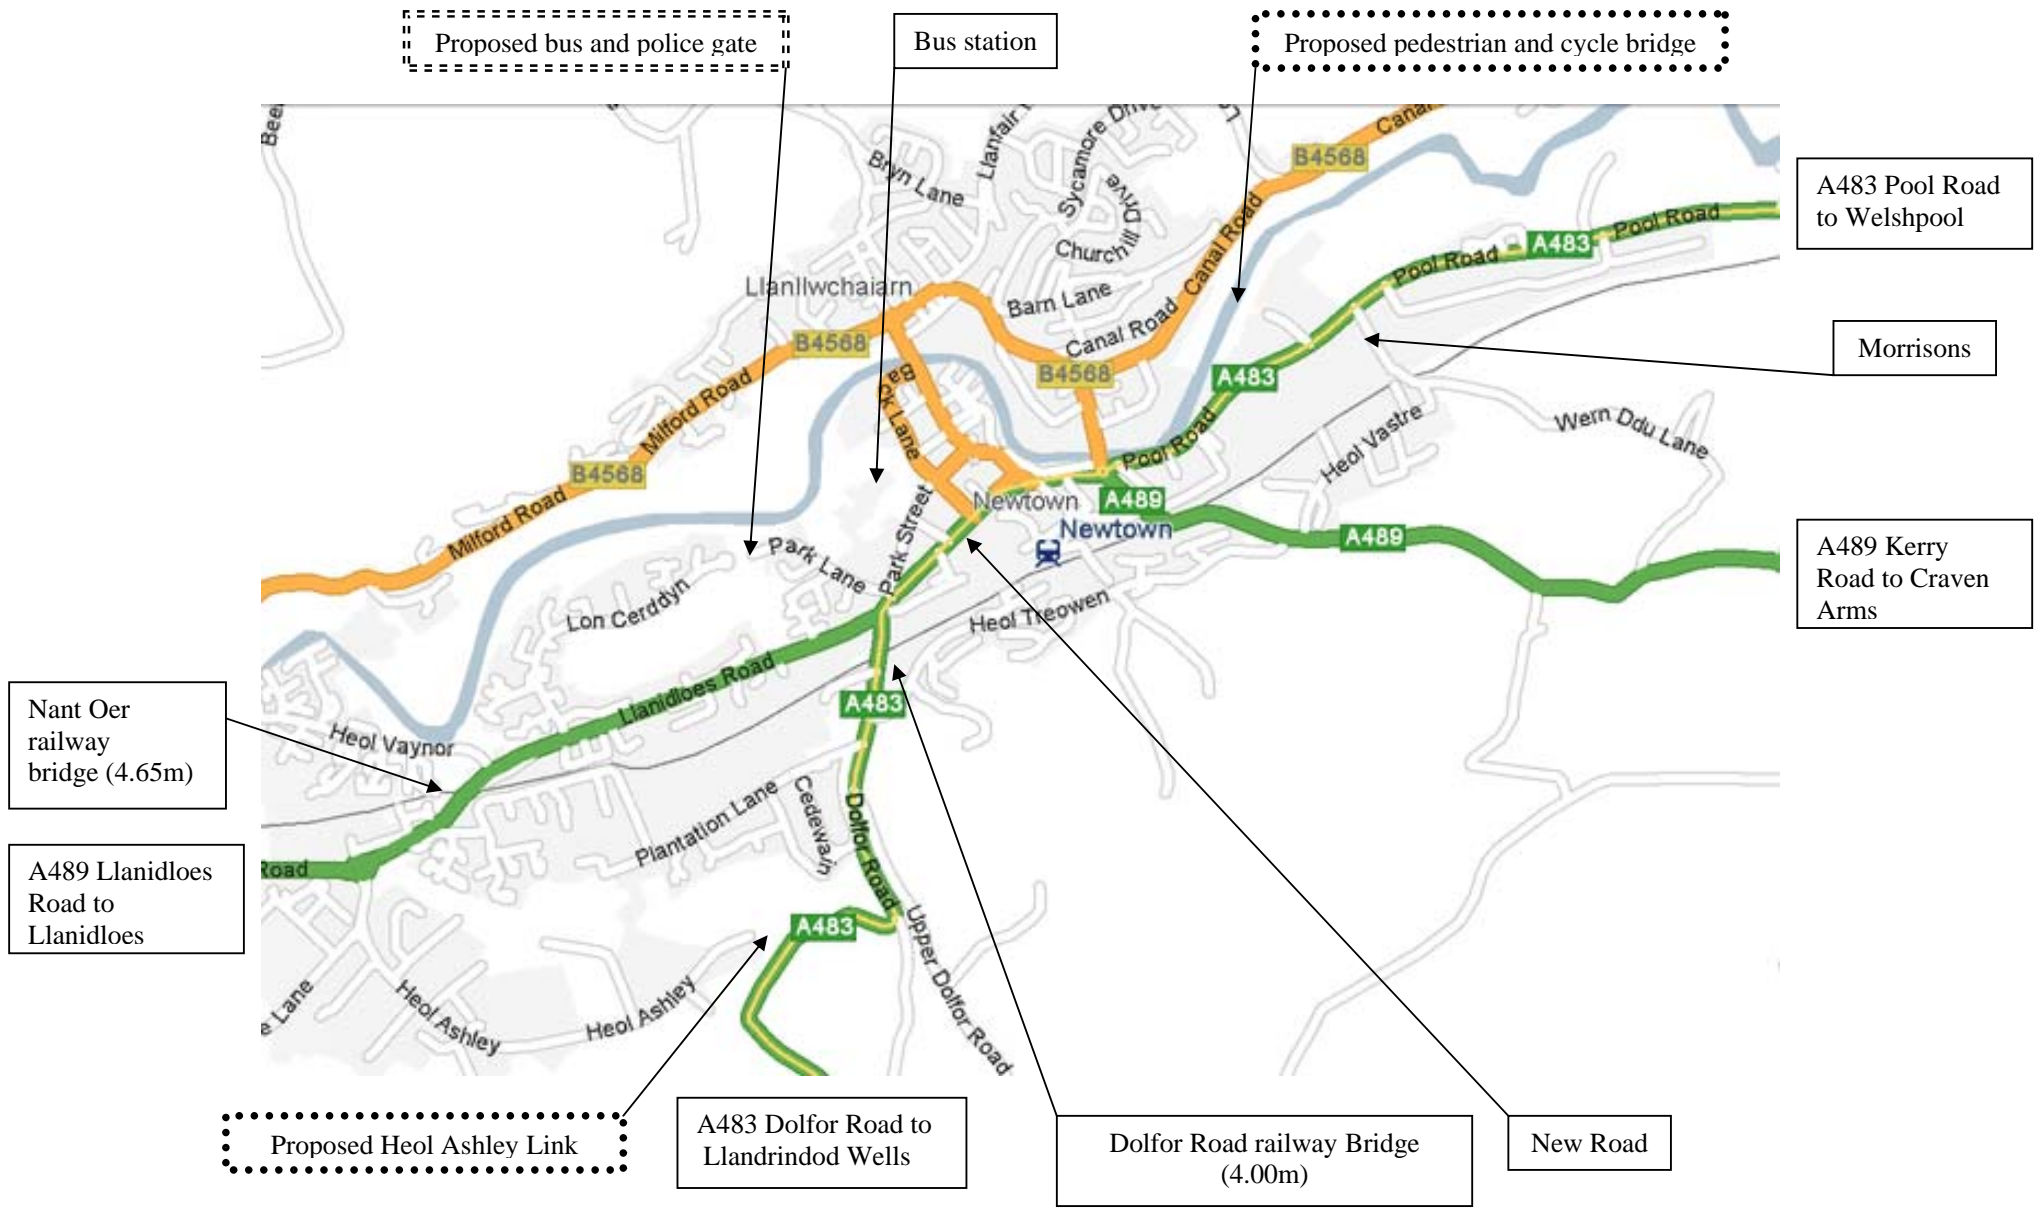 Proposed bus and police gate
Bus station
Proposed pedestrian and cycle bridge
Bee
Llanfair
Sycamore Drive
Lo
Canal
B4568
Bryn Lane
Churchill Drive
Canal Road
A483 Pool Road
to Welshpool
Pool Road
A483
Pool Road
Llanllwchaiarn
Barn Lane
Canal Road
B4568
B4568
Back Lane
A483
Morrisons
Milford Road
B4568
Milford Road
Pool Road
Heol Vastre
Wern Ddu Lane
Park Street
Newtown
A489
Newtown
A489
A489 Kerry
Road to Craven
Arms
Park Lane
Lon Cerddyn
Heol Treowen
Llanidloes Road
A483
Nant Oer
railway
bridge (4.65m)
Heol Vaynor
Plantation Lane
Cedewain
Dolfor Road
A489 Llanidloes
Road to
Llanidloes
Road
A483
Upper Dolfor Road
e Lane
Heol Ashley
Heol Ashley
Proposed Heol Ashley Link
A483 Dolfor Road to
Llandrindod Wells
Dolfor Road railway Bridge
(4.00m)
New Road